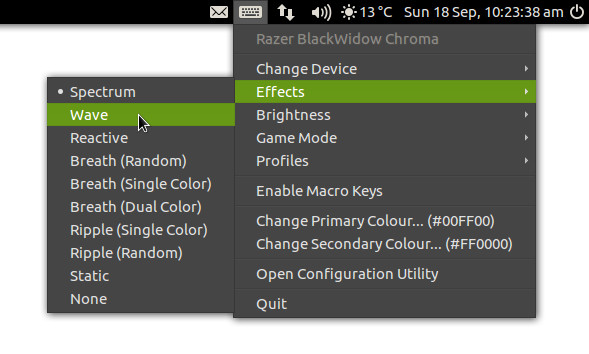 13 °C Sun 18 Sep, 10:23:38 am
Razer BlackWidow Chroma
Change Device
Effects
Brightness
Game Mode
Profiles
Enable Macro Keys
Change Primary Colour... (#00FF00)
Change Secondary Colour... (#FF0000)
Open Configuration Utility
Quit
Spectrum
Wave
Reactive
Breath (Random)
Breath (Single Color)
Breath (Dual Color)
Ripple (Single Color)
Ripple (Random)
Static
None